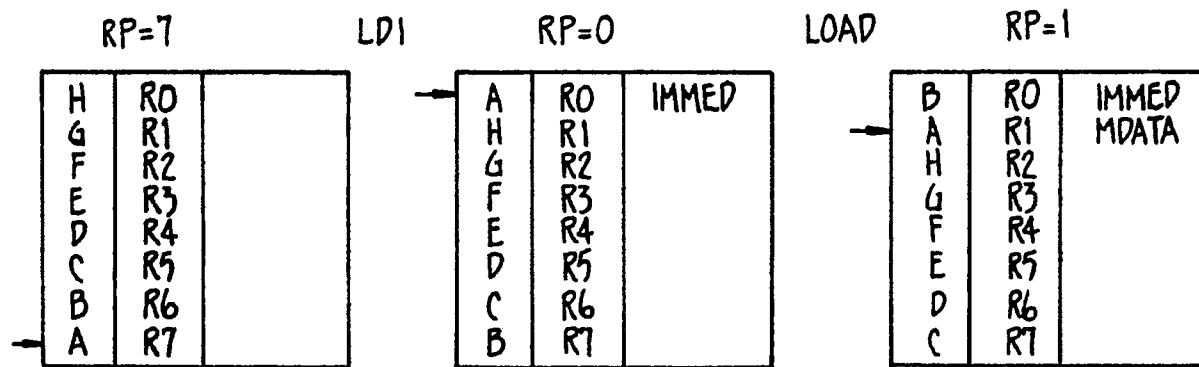 RP=7 LDI RP=0 LOAD RP=1
H R0 A R0 IMMED B R0 IMMED
G R1 H R1 A R1 MDATA
F R2 G R2 H R2
E R3 F R3 G R3
D R4 E R4 F R4
C R5 D R5 E R5
B R6 C R6 D R6
A R7 B R7 C R7